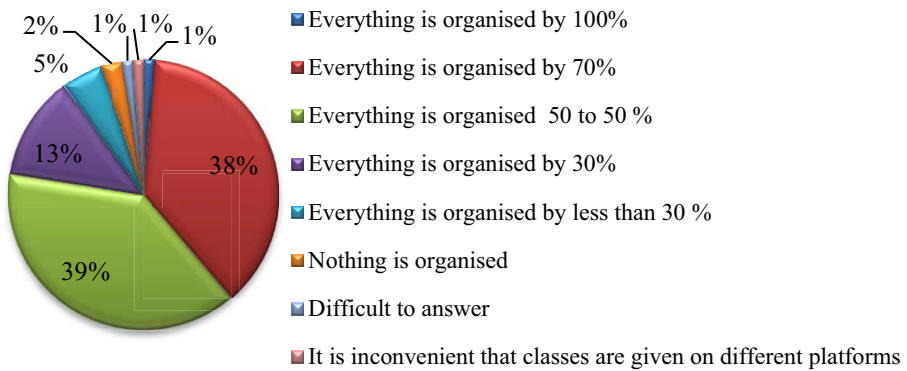 2%
1%
1%
1%
5%
13%
38%
39%
Everything is organised by 100%
Everything is organised by 70%
Everything is organised 50 to 50 %
Everything is organised by 30%
Everything is organised by less than 30 %
Nothing is organised
Difficult to answer
It is inconvenient that classes are given on different platforms